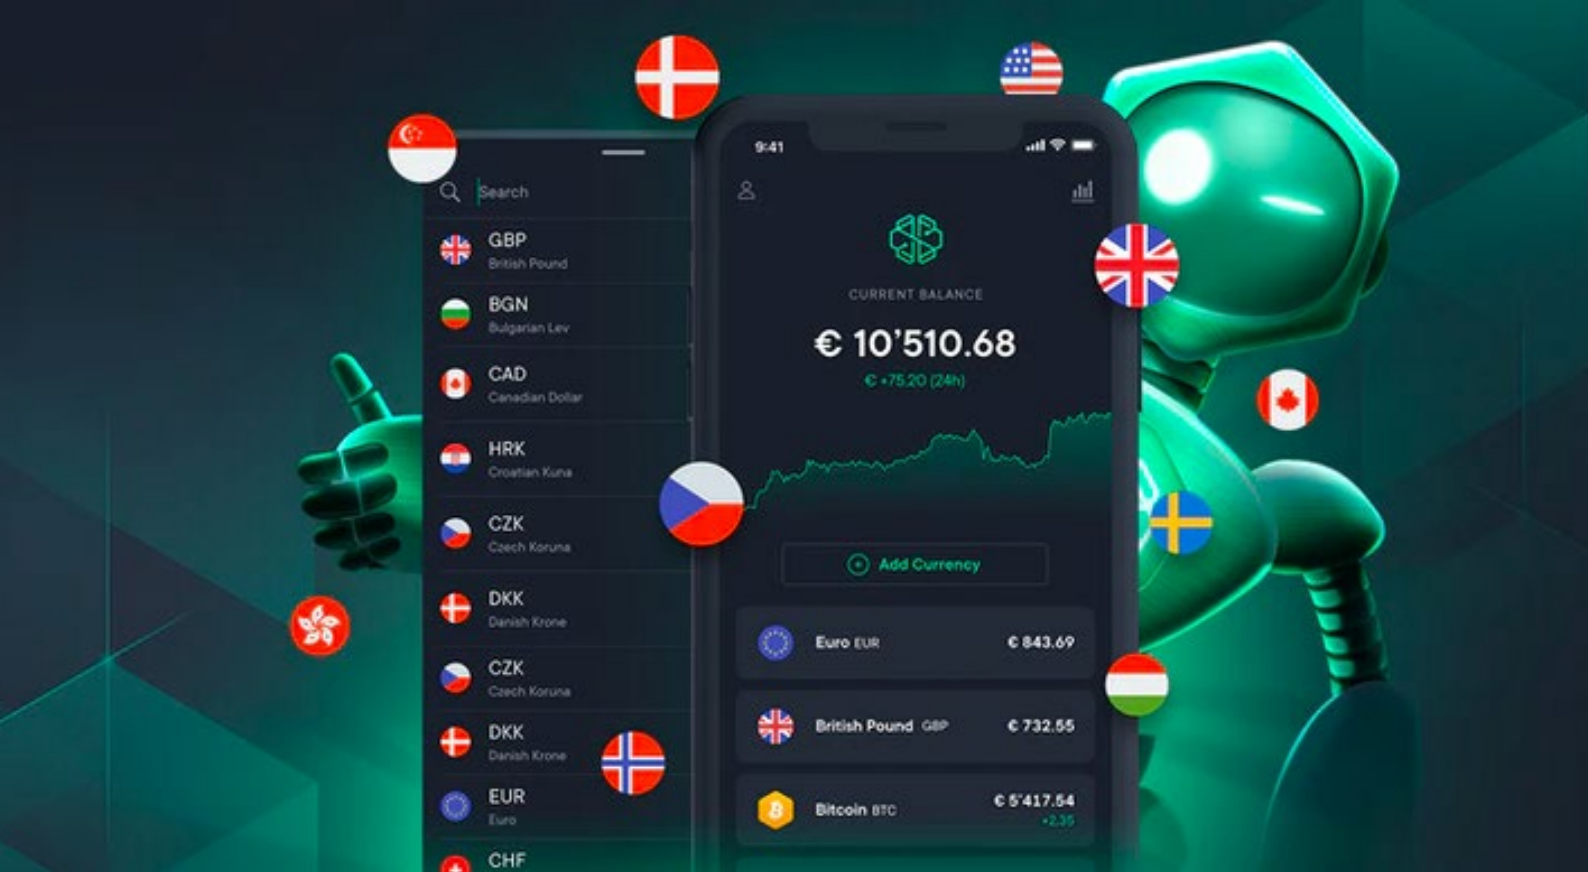 Search
GBP
British Pound
BGN
Bulgarian Lev
CAD
Canadian Dollar
HRK
Croatian Kuna
CZK
Czech Koruna
DKK
Danish Krone
CZK
Czech Koruna
DKK
Danish Krone
EUR
Euro
CHF
9:41
CURRENT BALANCE
€ 10’510.68
€ +75.20 (24h)
Add Currency
Euro EUR € 843.69
British Pound GBP € 732.55
Bitcoin BTC € 5'417.54
+2.35